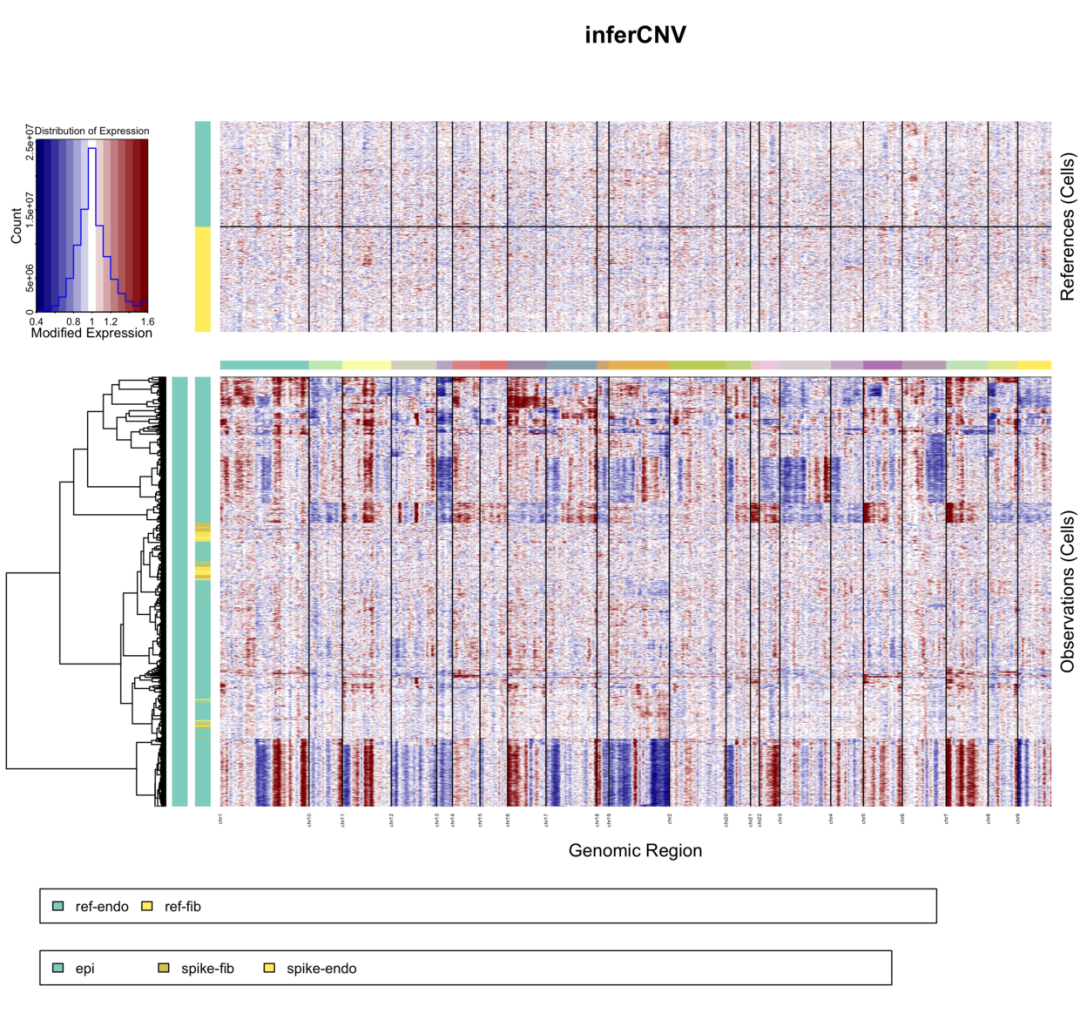 inferCNV
Distribution of Expression
Count
0 5e+06 1.5e+07 2.5e+07
0.4 0.8 1 1.2 1.6
Modified Expression
References (Cells)
Observations (Cells)
chr1 chr10 chr11 chr12 chr13 chr14 chr15 chr16 chr17 chr18 chr19 chr2 chr20 chr21 chr22 chr3 chr4 chr5 chr6 chr7 chr8 chr9
Genomic Region
ref-endo ref-fib
epi spike-fib spike-endo